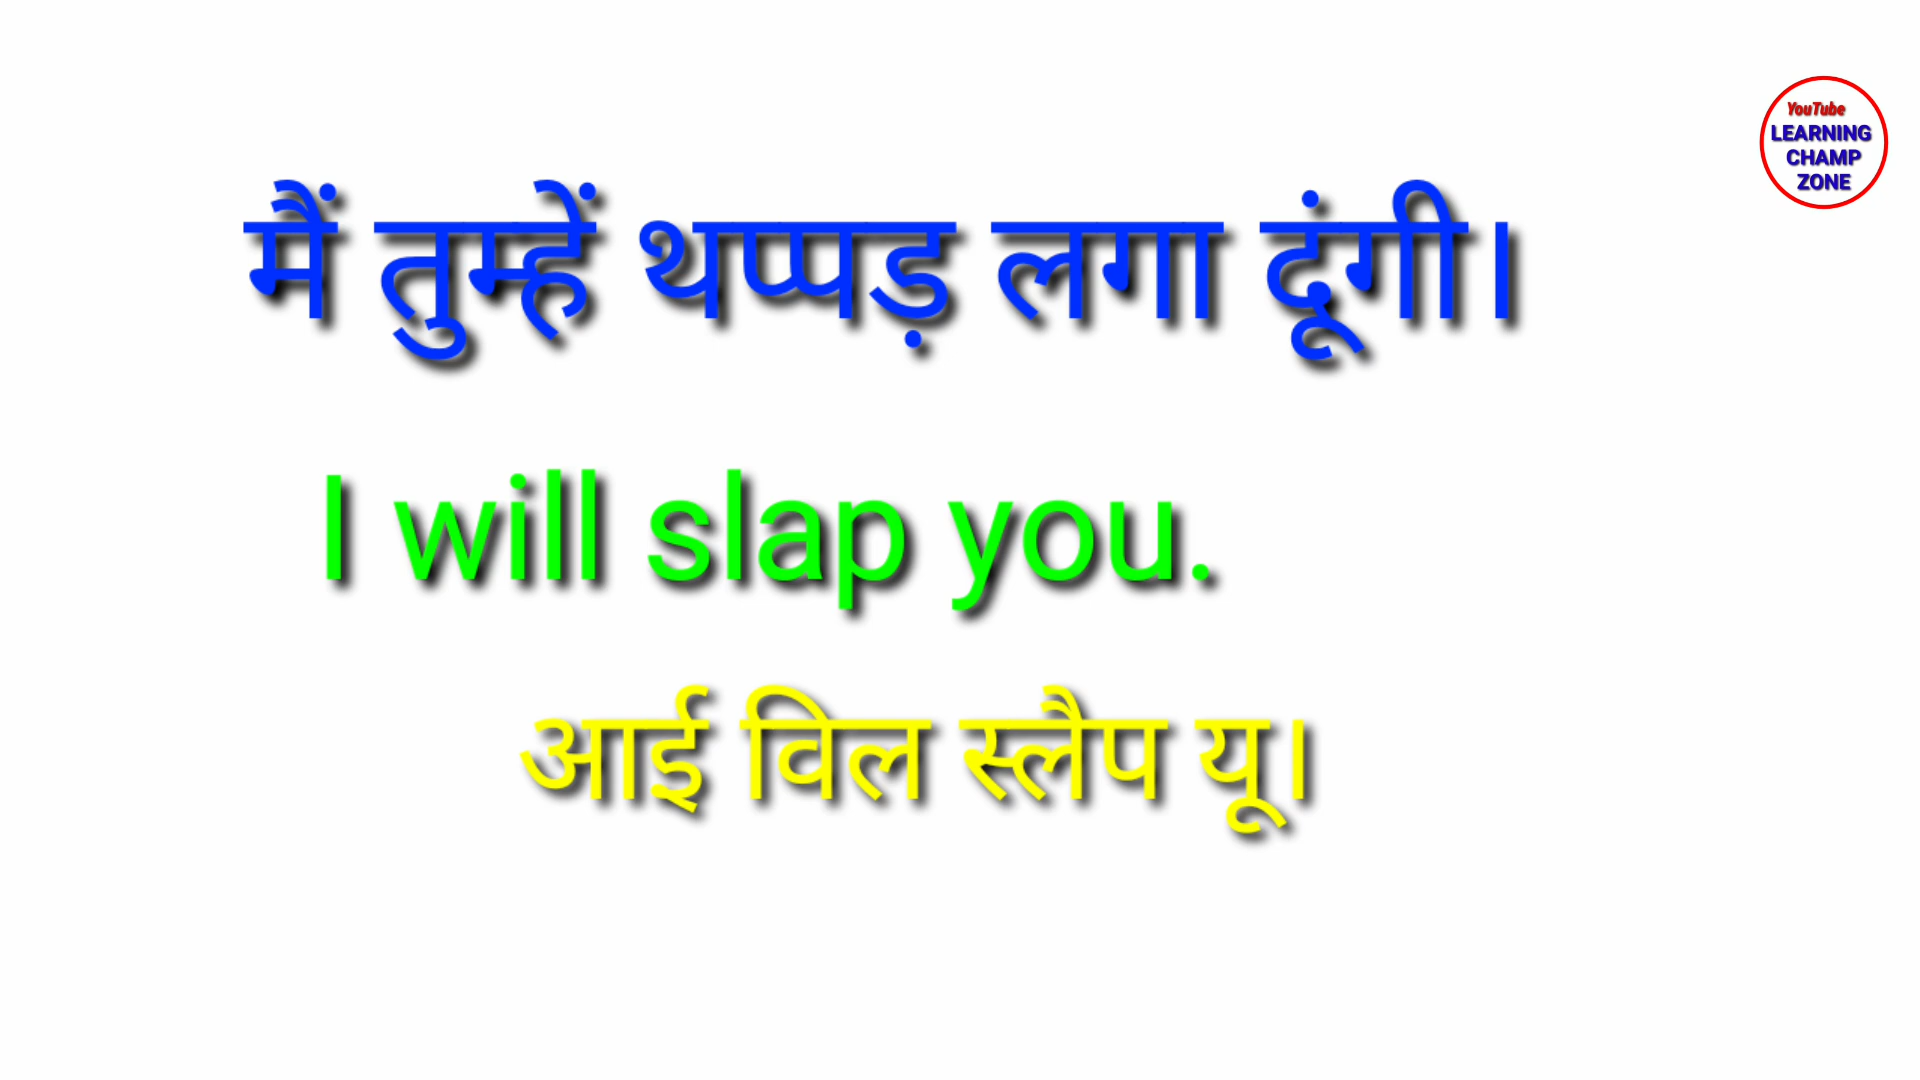 YouTube
LEARNING
CHAMP
ZONE
मैं तुम्हें थप्पड़ लगा दूंगी।
I will slap you.
आई विल स्लैप यू।